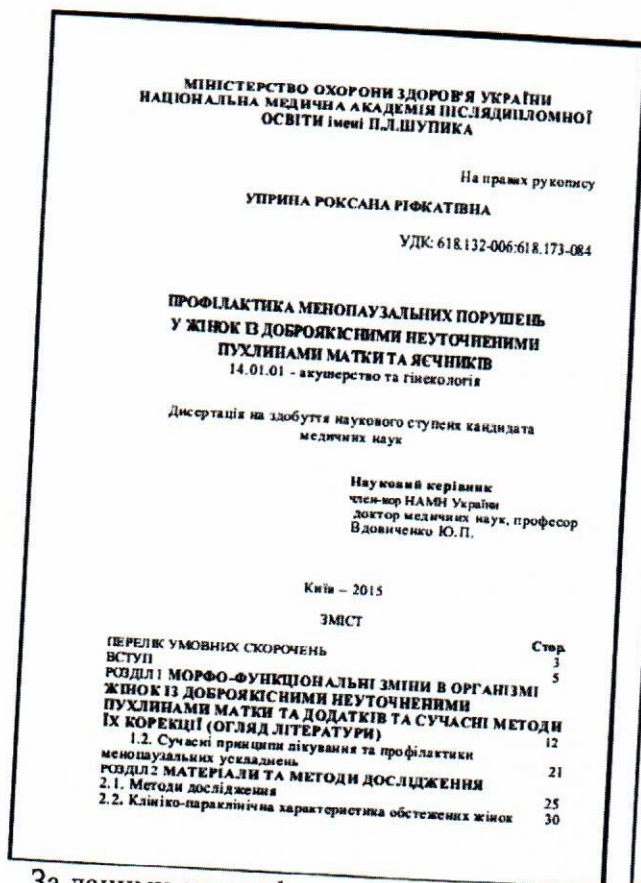 МІНІСТЕРСТВО ОХОРОНИ ЗДОРОВ'Я УКРАЇНИ
НАЦІОНАЛЬНА МЕДИЧНА АКАДЕМІЯ ПІСЛЯДИПЛОМНОЇ
ОСВІТИ імені П.Л.ШУПИКА
На правах рукопису
УПРИНА РОКСАНА РІФКАТІВНА
УДК: 618.132-006:618.173-084
ПРОФІЛАКТИКА МЕНОПАУЗАЛЬНИХ ПОРУШЕНЬ
У ЖІНОК ІЗ ДОБРОЯКІСНИМИ НЕУТОЧНЕНИМИ
ПУХЛИНАМИ МАТКИ ТА ЯЄЧНИКІВ
14.01.01 - акушерство та гінекологія
Дисертація на здобуття наукового ступеня кандидата
медичних наук
Науковий керівник
член-кор НАМН України
доктор медичних наук, професор
Вдовиченко Ю.П.
Київ – 2015
ЗМІСТ
Стор.
ПЕРЕЛІК УМОВНИХ СКОРОЧЕНЬ 3
ВСТУП 5
РОЗДІЛ 1 МОРФО-ФУНКЦІОНАЛЬНІ ЗМІНИ В ОРГАНІЗМІ
ЖІНОК ІЗ ДОБРОЯКІСНИМИ НЕУТОЧНЕНИМИ
ПУХЛИНАМИ МАТКИ ТА ДОДАТКІВ ТА СУЧАСНІ МЕТОДИ
ЇХ КОРЕКЦІЇ (ОГЛЯД ЛІТЕРАТУРИ) 12
1.2. Сучасні принципи лікування та профілактики
менопаузальних ускладнень 21
РОЗДІЛ 2 МАТЕРІАЛИ ТА МЕТОДИ ДОСЛІДЖЕННЯ
2.1. Методи дослідження 25
2.2. Клініко-параклінічна характеристика обстежених жінок 30
За даними